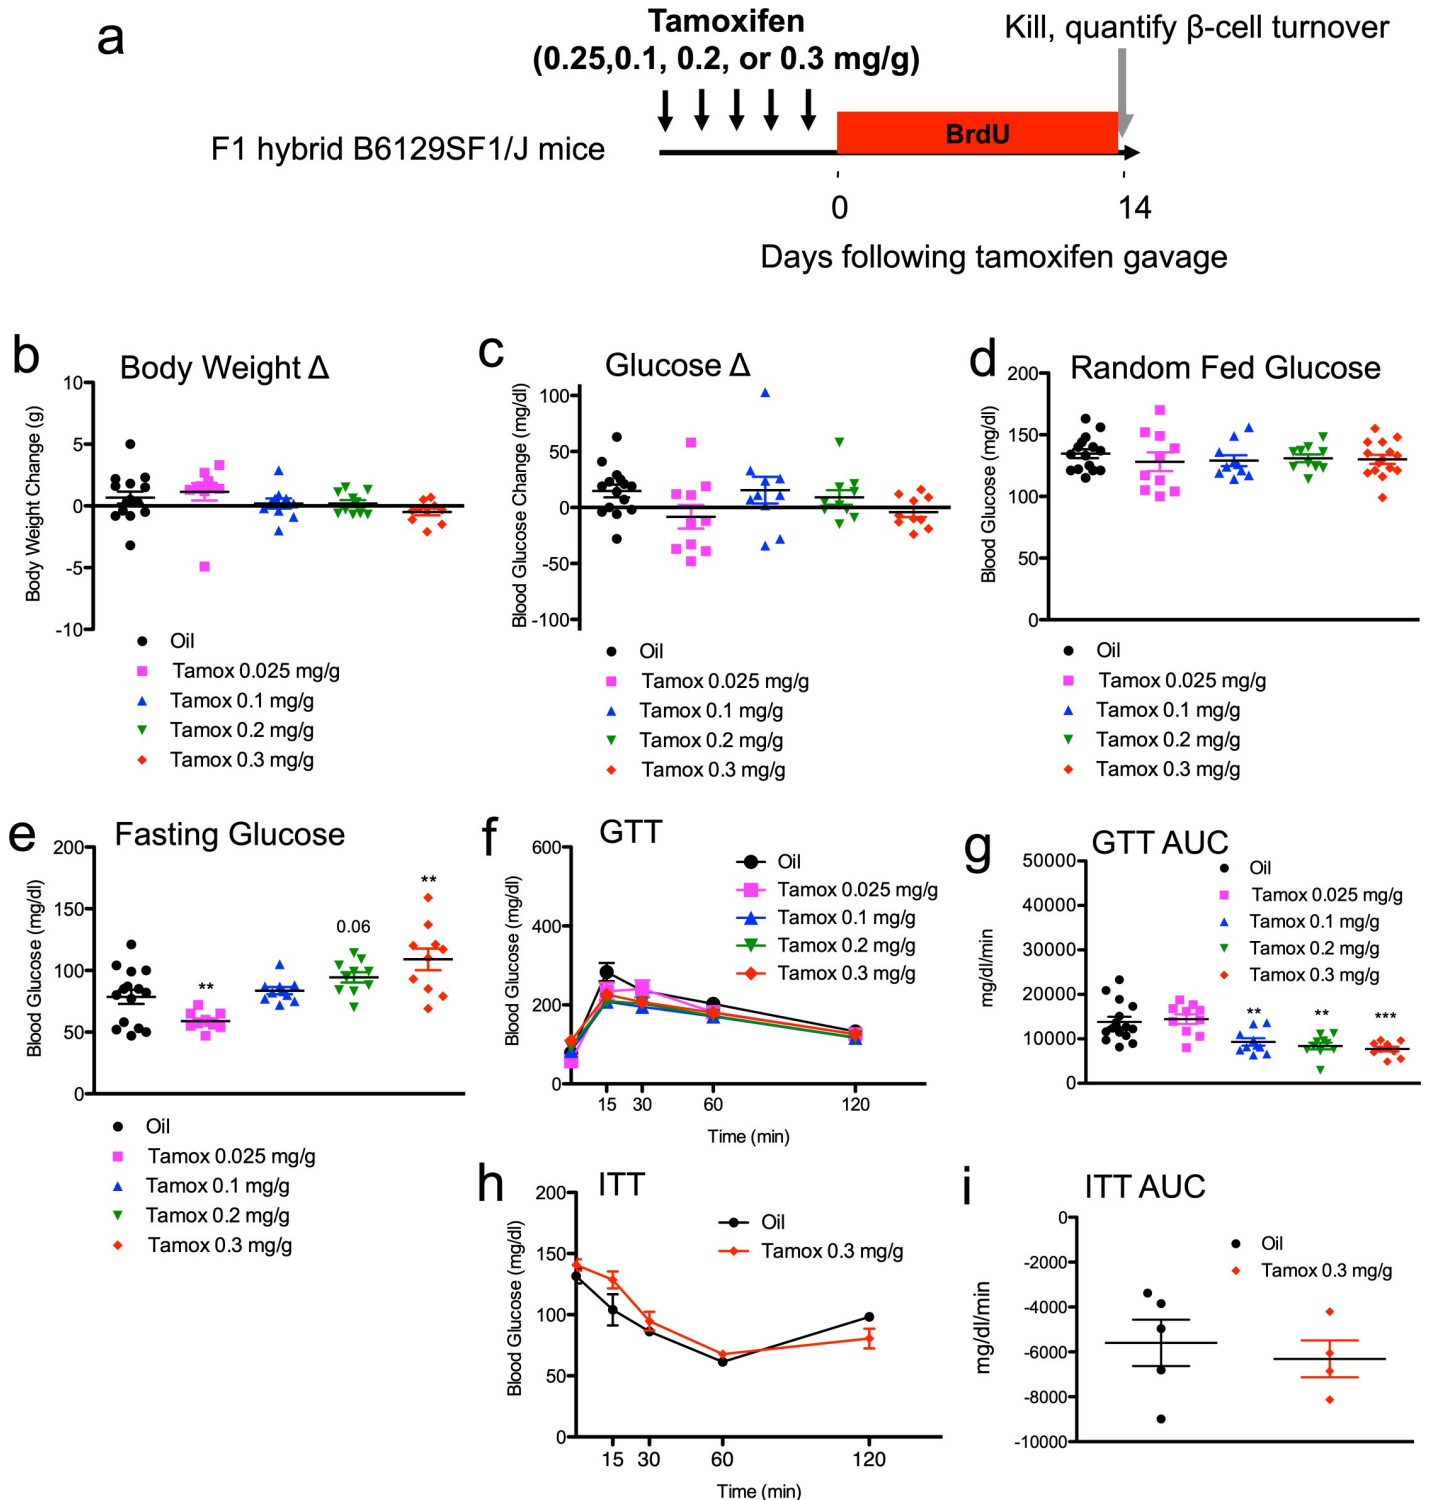 a
Tamoxifen
(0.25,0.1, 0.2, or 0.3 mg/g)
Kill, quantify β-cell turnover
F1 hybrid B6129SF1/J mice
BrdU
0
14
Days following tamoxifen gavage
b
Body Weight Δ
Body Weight Change (g)
10
5
0
-5
-10
Oil
Tamox 0.025 mg/g
Tamox 0.1 mg/g
Tamox 0.2 mg/g
Tamox 0.3 mg/g
c
Glucose Δ
Blood Glucose Change (mg/dl)
100
50
0
-50
-100
Oil
Tamox 0.025 mg/g
Tamox 0.1 mg/g
Tamox 0.2 mg/g
Tamox 0.3 mg/g
d
Random Fed Glucose
Blood Glucose (mg/dl)
200
150
100
50
0
Oil
Tamox 0.025 mg/g
Tamox 0.1 mg/g
Tamox 0.2 mg/g
Tamox 0.3 mg/g
e
Fasting Glucose
Blood Glucose (mg/dl)
200
150
100
50
0
**
0.06
**
Oil
Tamox 0.025 mg/g
Tamox 0.1 mg/g
Tamox 0.2 mg/g
Tamox 0.3 mg/g
f
GTT
Blood Glucose (mg/dl)
600
400
200
0
15
30
60
120
Time (min)
Oil
Tamox 0.025 mg/g
Tamox 0.1 mg/g
Tamox 0.2 mg/g
Tamox 0.3 mg/g
g
GTT AUC
mg/dl/min
50000
40000
30000
20000
10000
0
Oil
Tamox 0.025 mg/g
Tamox 0.1 mg/g
Tamox 0.2 mg/g
Tamox 0.3 mg/g
**
**
***
h
ITT
Blood Glucose (mg/dl)
200
150
100
50
0
15
30
60
120
Time (min)
Oil
Tamox 0.3 mg/g
i
ITT AUC
mg/dl/min
0
-2000
-4000
-6000
-8000
-10000
Oil
Tamox 0.3 mg/g